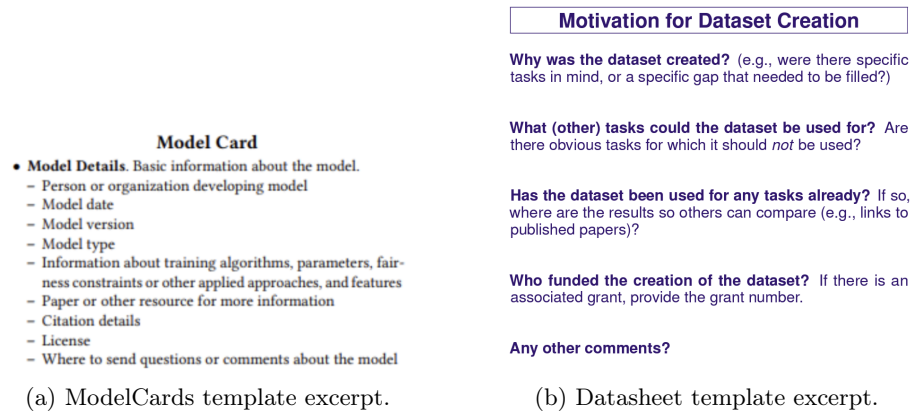 Model Card
• Model Details. Basic information about the model.
– Person or organization developing model
– Model date
– Model version
– Model type
– Information about training algorithms, parameters, fair-
ness constraints or other applied approaches, and features
– Paper or other resource for more information
– Citation details
– License
– Where to send questions or comments about the model
(a) ModelCards template excerpt.
Motivation for Dataset Creation
Why was the dataset created? (e.g., were there specific
tasks in mind, or a specific gap that needed to be filled?)
What (other) tasks could the dataset be used for? Are
there obvious tasks for which it should not be used?
Has the dataset been used for any tasks already? If so,
where are the results so others can compare (e.g., links to
published papers)?
Who funded the creation of the dataset? If there is an
associated grant, provide the grant number.
Any other comments?
(b) Datasheet template excerpt.